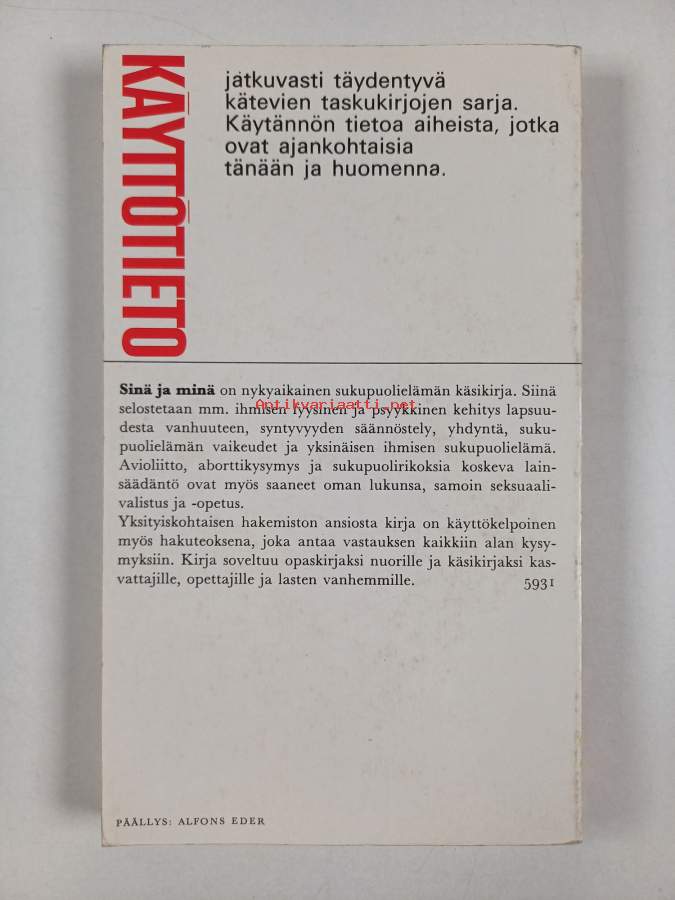 KÄYTTÖTIETO
jatkuvasti täydentyvä
kätevien taskukirjojen sarja.
Käytännön tietoa aiheista, jotka
ovat ajankohtaisia
tänään ja huomenna.
Sinä ja minä on nykyaikainen sukupuolielämän käsikirja. Siinä
selostetaan mm. ihmisen fyysinen ja psyykkinen kehitys lapsuu-
Antikvariaatti.net
desta vanhuuteen, syntyvyyden säännöstely, yhdyntä, suku-
puolielämän vaikeudet ja yksinäisen ihmisen sukupuolielämä.
Avioliitto, aborttikysymys ja sukupuolirikoksia koskeva lain-
säädäntö ovat myös saaneet oman lukunsa, samoin seksuaali-
valistus ja -opetus.
Yksityiskohtaisen hakemiston ansiosta kirja on käyttökelpoinen
myös hakuteoksena, joka antaa vastauksen kaikkiin alan kysy-
myksiin. Kirja soveltuu opaskirjaksi nuorille ja käsikirjaksi kas-
vattajille, opettajille ja lasten vanhemmille. 5931
PÄÄLLYS: ALFONS EDER